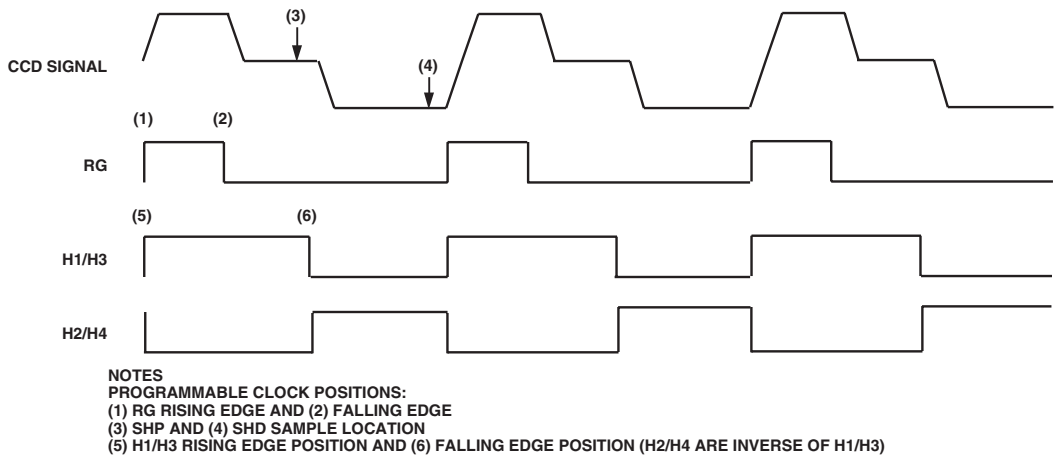 (3)
(4)
CCD SIGNAL
(1) (2)
RG
(5) (6)
H1/H3
H2/H4
NOTES
PROGRAMMABLE CLOCK POSITIONS:
(1) RG RISING EDGE AND (2) FALLING EDGE
(3) SHP AND (4) SHD SAMPLE LOCATION
(5) H1/H3 RISING EDGE POSITION AND (6) FALLING EDGE POSITION (H2/H4 ARE INVERSE OF H1/H3)